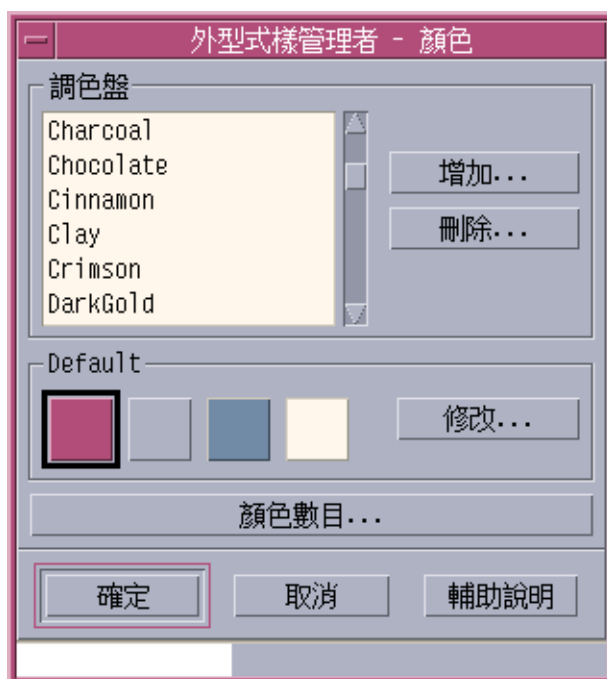 外型式樣管理者 - 顏色
調色盤
Charcoal
Chocolate
Cinnamon
Clay
Crimson
DarkGold
增加...
刪除...
Default
修改...
顏色數目...
確定
取消
輔助說明